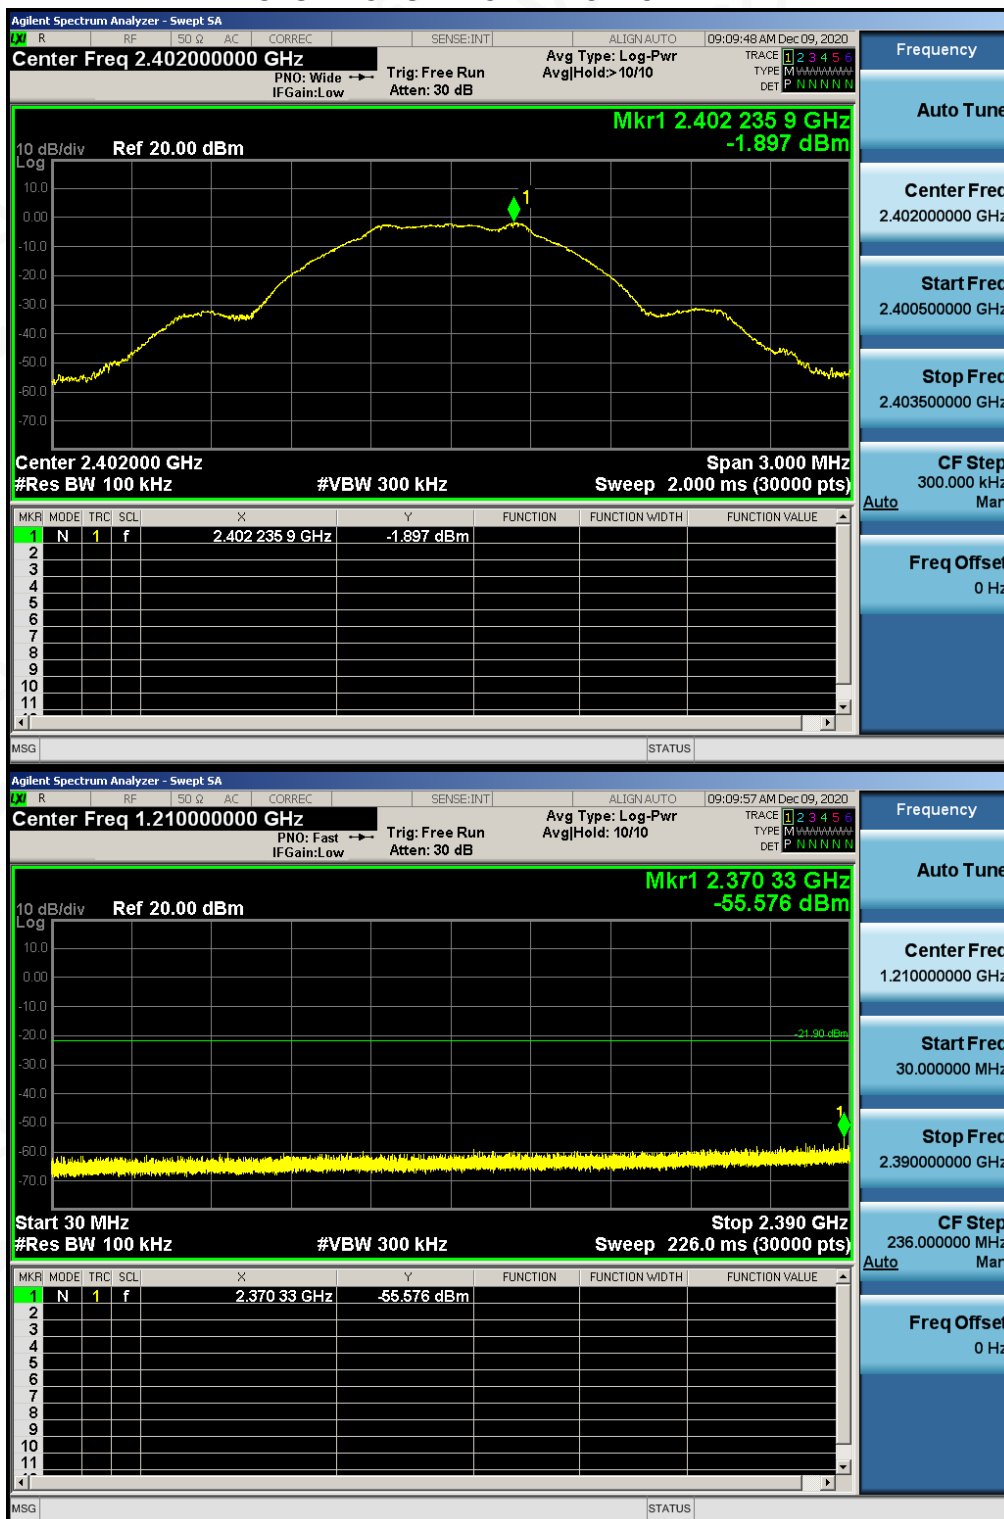 Agilent Spectrum Analyzer - Swept SA
LXI R RF 50 Ω AC CORREC SENSE:INT ALIGN AUTO 09:09:48 AM Dec 09, 2020
Center Freq 2.402000000 GHz
PNO: Wide
IFGain:Low
Trig: Free Run
Atten: 30 dB
Avg Type: Log-Pwr
Avg|Hold:>10/10
TRACE 1 2 3 4 5 6
TYPE M
DET P N N N N N
Mkr1 2.402 235 9 GHz
-1.897 dBm
10 dB/div Ref 20.00 dBm
Log
10.0
0.00
-10.0
-20.0
-30.0
-40.0
-50.0
-60.0
-70.0
1
Center 2.402000 GHz Span 3.000 MHz
#Res BW 100 kHz #VBW 300 kHz Sweep 2.000 ms (30000 pts)
MKR MODE TRC SCL X Y FUNCTION FUNCTION WIDTH FUNCTION VALUE
1 N 1 f 2.402 235 9 GHz -1.897 dBm
2
3
4
5
6
7
8
9
10
11
MSG STATUS
Frequency
Auto Tune
Center Freq
2.402000000 GHz
Start Freq
2.400500000 GHz
Stop Freq
2.403500000 GHz
CF Step
300.000 kHz
Auto Man
Freq Offset
0 Hz
Agilent Spectrum Analyzer - Swept SA
LXI R RF 50 Ω AC CORREC SENSE:INT ALIGN AUTO 09:09:57 AM Dec 09, 2020
Center Freq 1.210000000 GHz
PNO: Fast
IFGain:Low
Trig: Free Run
Atten: 30 dB
Avg Type: Log-Pwr
Avg|Hold: 10/10
TRACE 1 2 3 4 5 6
TYPE M
DET P N N N N N
Mkr1 2.370 33 GHz
-55.576 dBm
10 dB/div Ref 20.00 dBm
Log
10.0
0.00
-10.0
-20.0
-30.0
-40.0
-50.0
-60.0
-70.0
-21.90 dBm
1
Start 30 MHz Stop 2.390 GHz
#Res BW 100 kHz #VBW 300 kHz Sweep 226.0 ms (30000 pts)
MKR MODE TRC SCL X Y FUNCTION FUNCTION WIDTH FUNCTION VALUE
1 N 1 f 2.370 33 GHz -55.576 dBm
2
3
4
5
6
7
8
9
10
11
MSG STATUS
Frequency
Auto Tune
Center Freq
1.210000000 GHz
Start Freq
30.000000 MHz
Stop Freq
2.390000000 GHz
CF Step
236.000000 MHz
Auto Man
Freq Offset
0 Hz